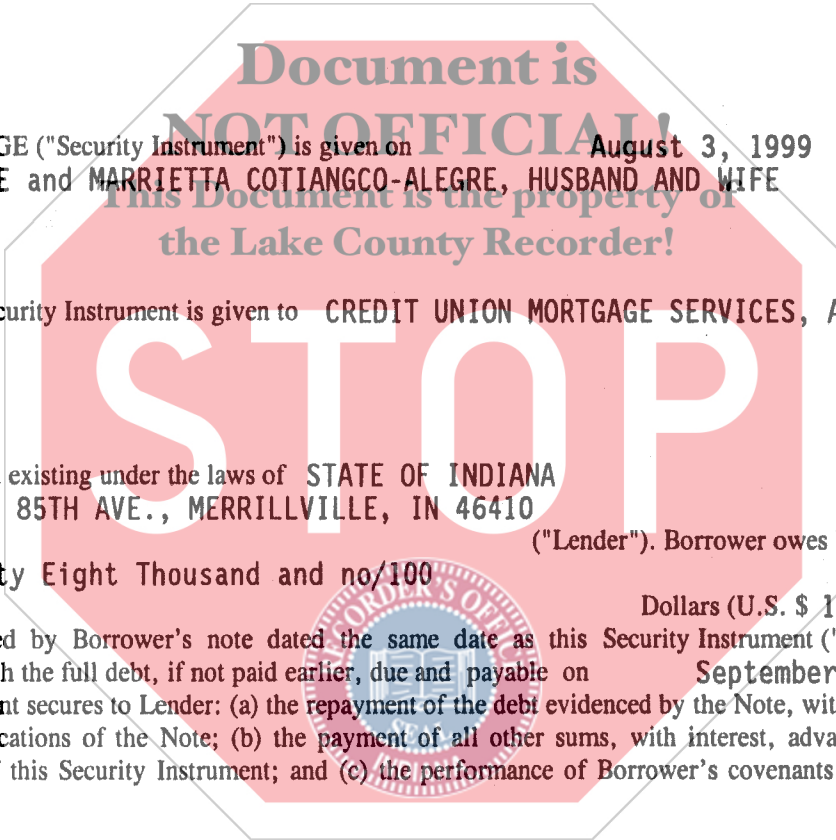 Document is
NOT OFFICIAL!
GE ("Security Instrument") is given on August 3, 1999
E and MARRIETTA COTIANGCO-ALEGRE, HUSBAND AND WIFE
This Document is the property of
the Lake County Recorder!
curity Instrument is given to CREDIT UNION MORTGAGE SERVICES, A
STOP
existing under the laws of STATE OF INDIANA
85TH AVE., MERRILLVILLE, IN 46410
("Lender"). Borrower owes
ty Eight Thousand and no/100
Dollars (U.S. $ 1
RECORDER'S OFFICE
ed by Borrower's note dated the same date as this Security Instrument ("
h the full debt, if not paid earlier, due and payable on September
nt secures to Lender: (a) the repayment of the debt evidenced by the Note, wit
cations of the Note; (b) the payment of all other sums, with interest, adva
SEAL
this Security Instrument; and (c) the performance of Borrower's covenants